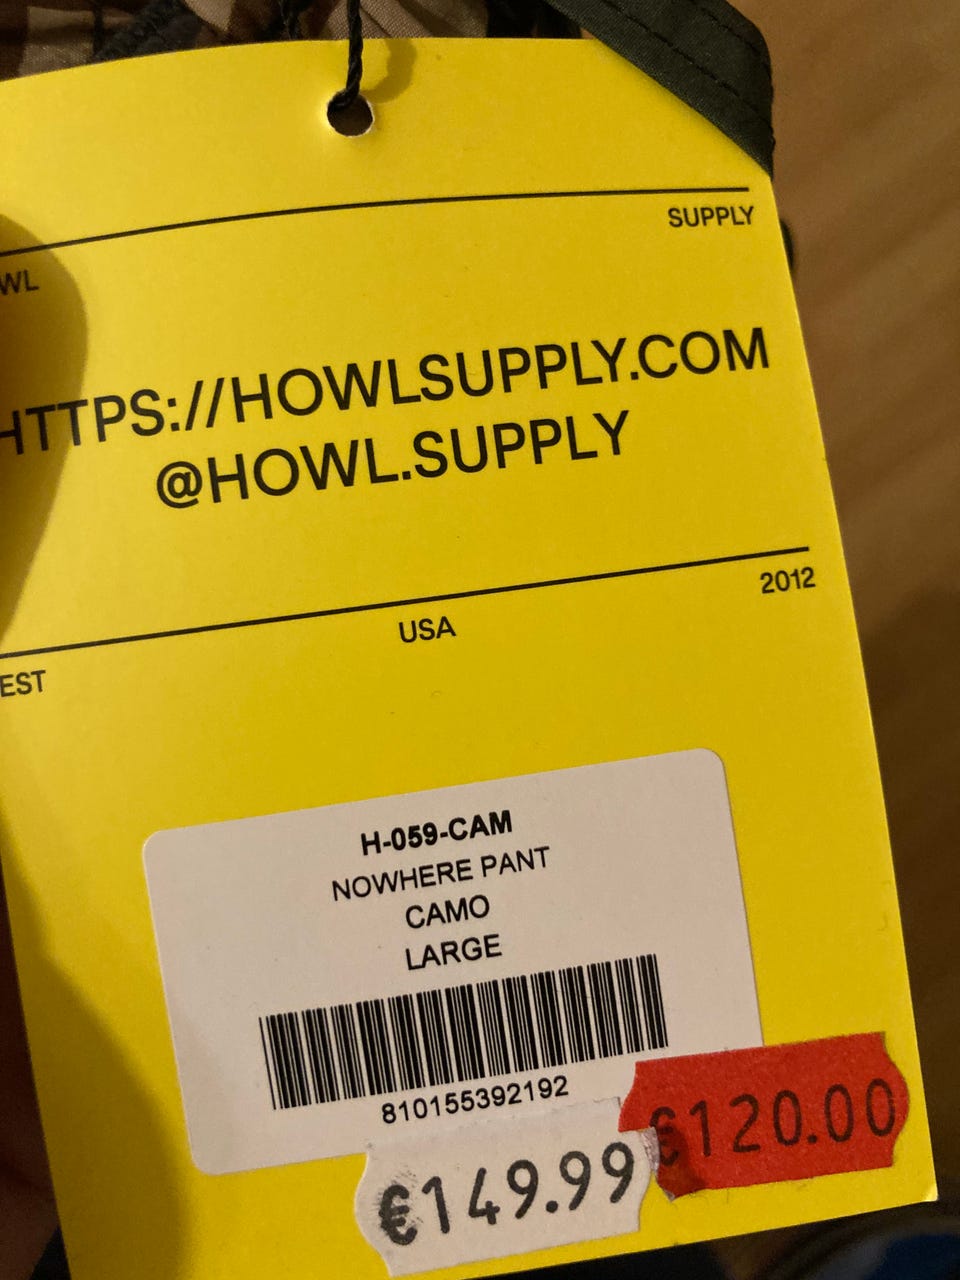 WL
SUPPLY
HTTPS://HOWLSUPPLY.COM
@HOWL.SUPPLY
EST
USA
2012
H-059-CAM
NOWHERE PANT
CAMO
LARGE
810155392192
€149.99
€120.00